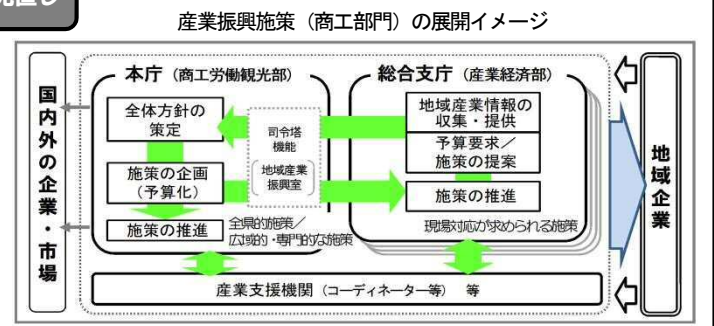 見直し
産業振興施策（商工部門）の展開イメージ
国内外の企業・市場
本庁（商工労働観光部）
全体方針の
策定
施策の企画
（予算化）
施策の推進
全県的施策／
広域的・専門的な施策
司令塔
機能
地域産業
振興室
総合支庁（産業経済部）
地域産業情報の
収集・提供
予算要求／
施策の提案
施策の推進
現場対応が求められる施策
地域企業
産業支援機関（コーディネーター等） 等